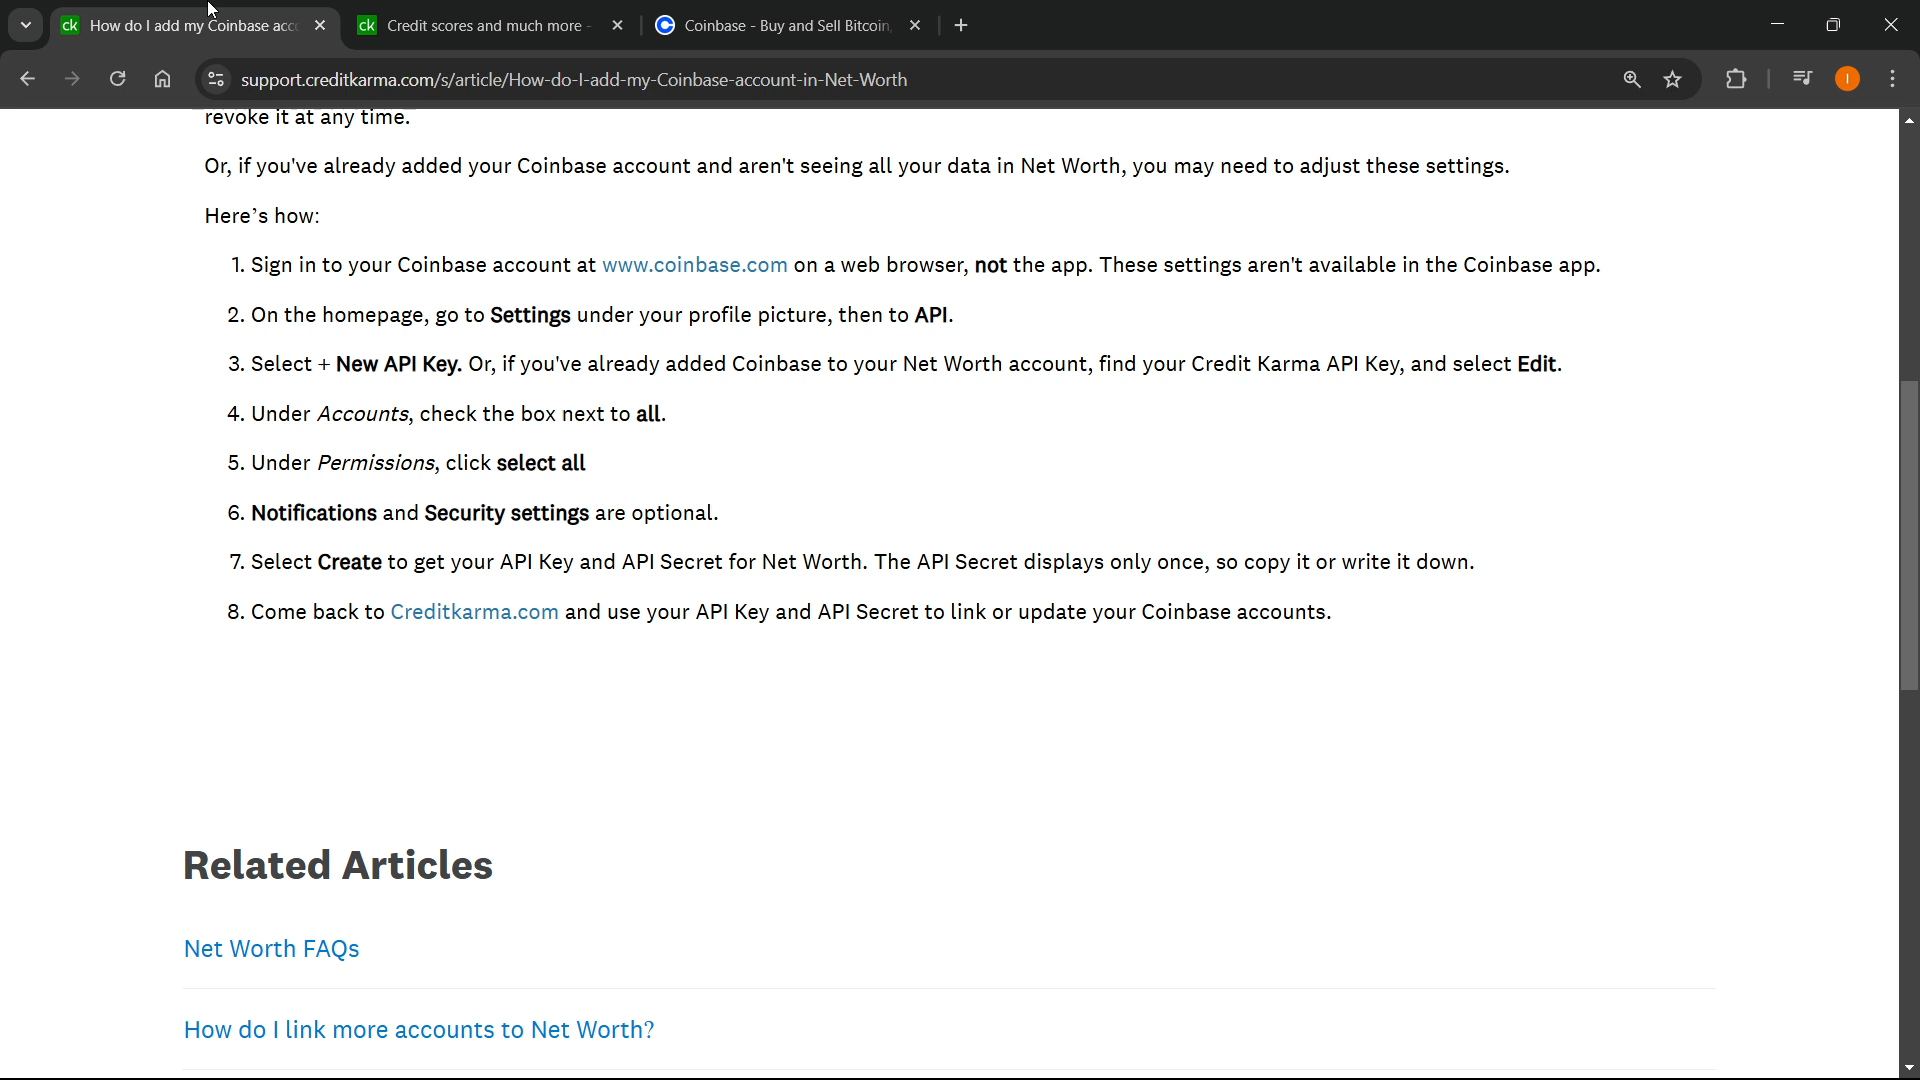 ck How do I add my Coinbase acc
ck Credit scores and much more -
Coinbase - Buy and Sell Bitcoin,
support.creditkarma.com/s/article/How-do-I-add-my-Coinbase-account-in-Net-Worth
I
revoke it at any time.
Or, if you've already added your Coinbase account and aren't seeing all your data in Net Worth, you may need to adjust these settings.
Here’s how:
1. Sign in to your Coinbase account at www.coinbase.com on a web browser, not the app. These settings aren't available in the Coinbase app.
2. On the homepage, go to Settings under your profile picture, then to API.
3. Select + New API Key. Or, if you've already added Coinbase to your Net Worth account, find your Credit Karma API Key, and select Edit.
4. Under Accounts, check the box next to all.
5. Under Permissions, click select all
6. Notifications and Security settings are optional.
7. Select Create to get your API Key and API Secret for Net Worth. The API Secret displays only once, so copy it or write it down.
8. Come back to Creditkarma.com and use your API Key and API Secret to link or update your Coinbase accounts.
Related Articles
Net Worth FAQs
How do I link more accounts to Net Worth?